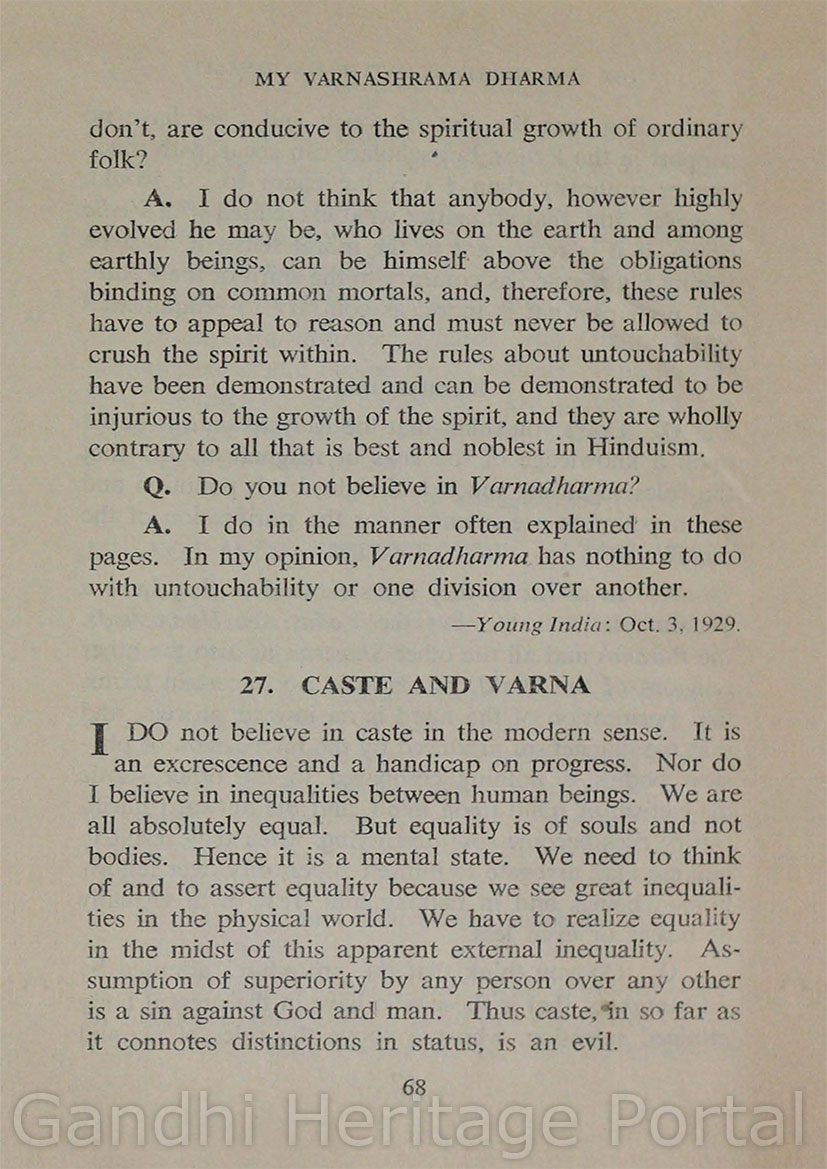 MY VARNASHRAMA DHARMA
don't, are conducive to the spiritual growth of ordinary
folk?
A. I do not think that anybody, however highly
evolved he may be, who lives on the earth and among
earthly beings, can be himself above the obligations
binding on common mortals, and, therefore, these rules
have to appeal to reason and must never be allowed to
crush the spirit within. The rules about untouchability
have been demonstrated and can be demonstrated to be
injurious to the growth of the spirit, and they are wholly
contrary to all that is best and noblest in Hinduism.
Q. Do you not believe in Varnadharma?
A. I do in the manner often explained in these
pages. In my opinion, Varnadharma has nothing to do
with untouchability or one division over another.
—Young India: Oct. 3, 1929.
27. CASTE AND VARNA
I DO not believe in caste in the modern sense. It is
an excrescence and a handicap on progress. Nor do
I believe in inequalities between human beings. We are
all absolutely equal. But equality is of souls and not
bodies. Hence it is a mental state. We need to think
of and to assert equality because we see great inequali-
ties in the physical world. We have to realize equality
in the midst of this apparent external inequality. As-
sumption of superiority by any person over any other
is a sin against God and man. Thus caste, in so far as
it connotes distinctions in status, is an evil.
68
Gandhi Heritage Portal